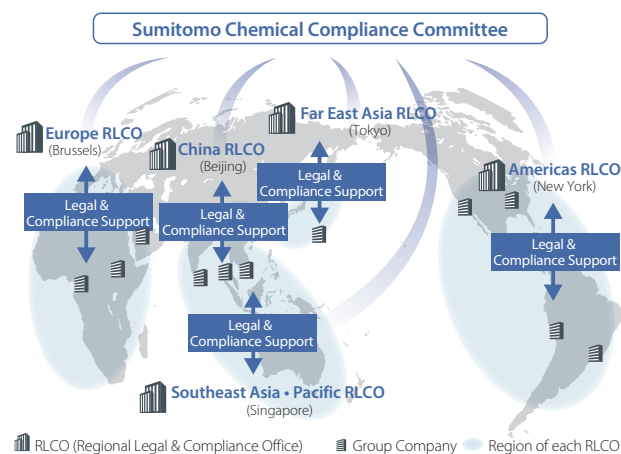 Sumitomo Chemical Compliance Committee
Europe RLCO
(Brussels)
China RLCO
(Beijing)
Far East Asia RLCO
(Tokyo)
Americas RLCO
(New York)
Legal &
Compliance Support
Legal &
Compliance Support
Legal &
Compliance Support
Legal &
Compliance Support
Legal &
Compliance Support
Southeast Asia • Pacific RLCO
(Singapore)
RLCO (Regional Legal & Compliance Office)
Group Company
Region of each RLCO